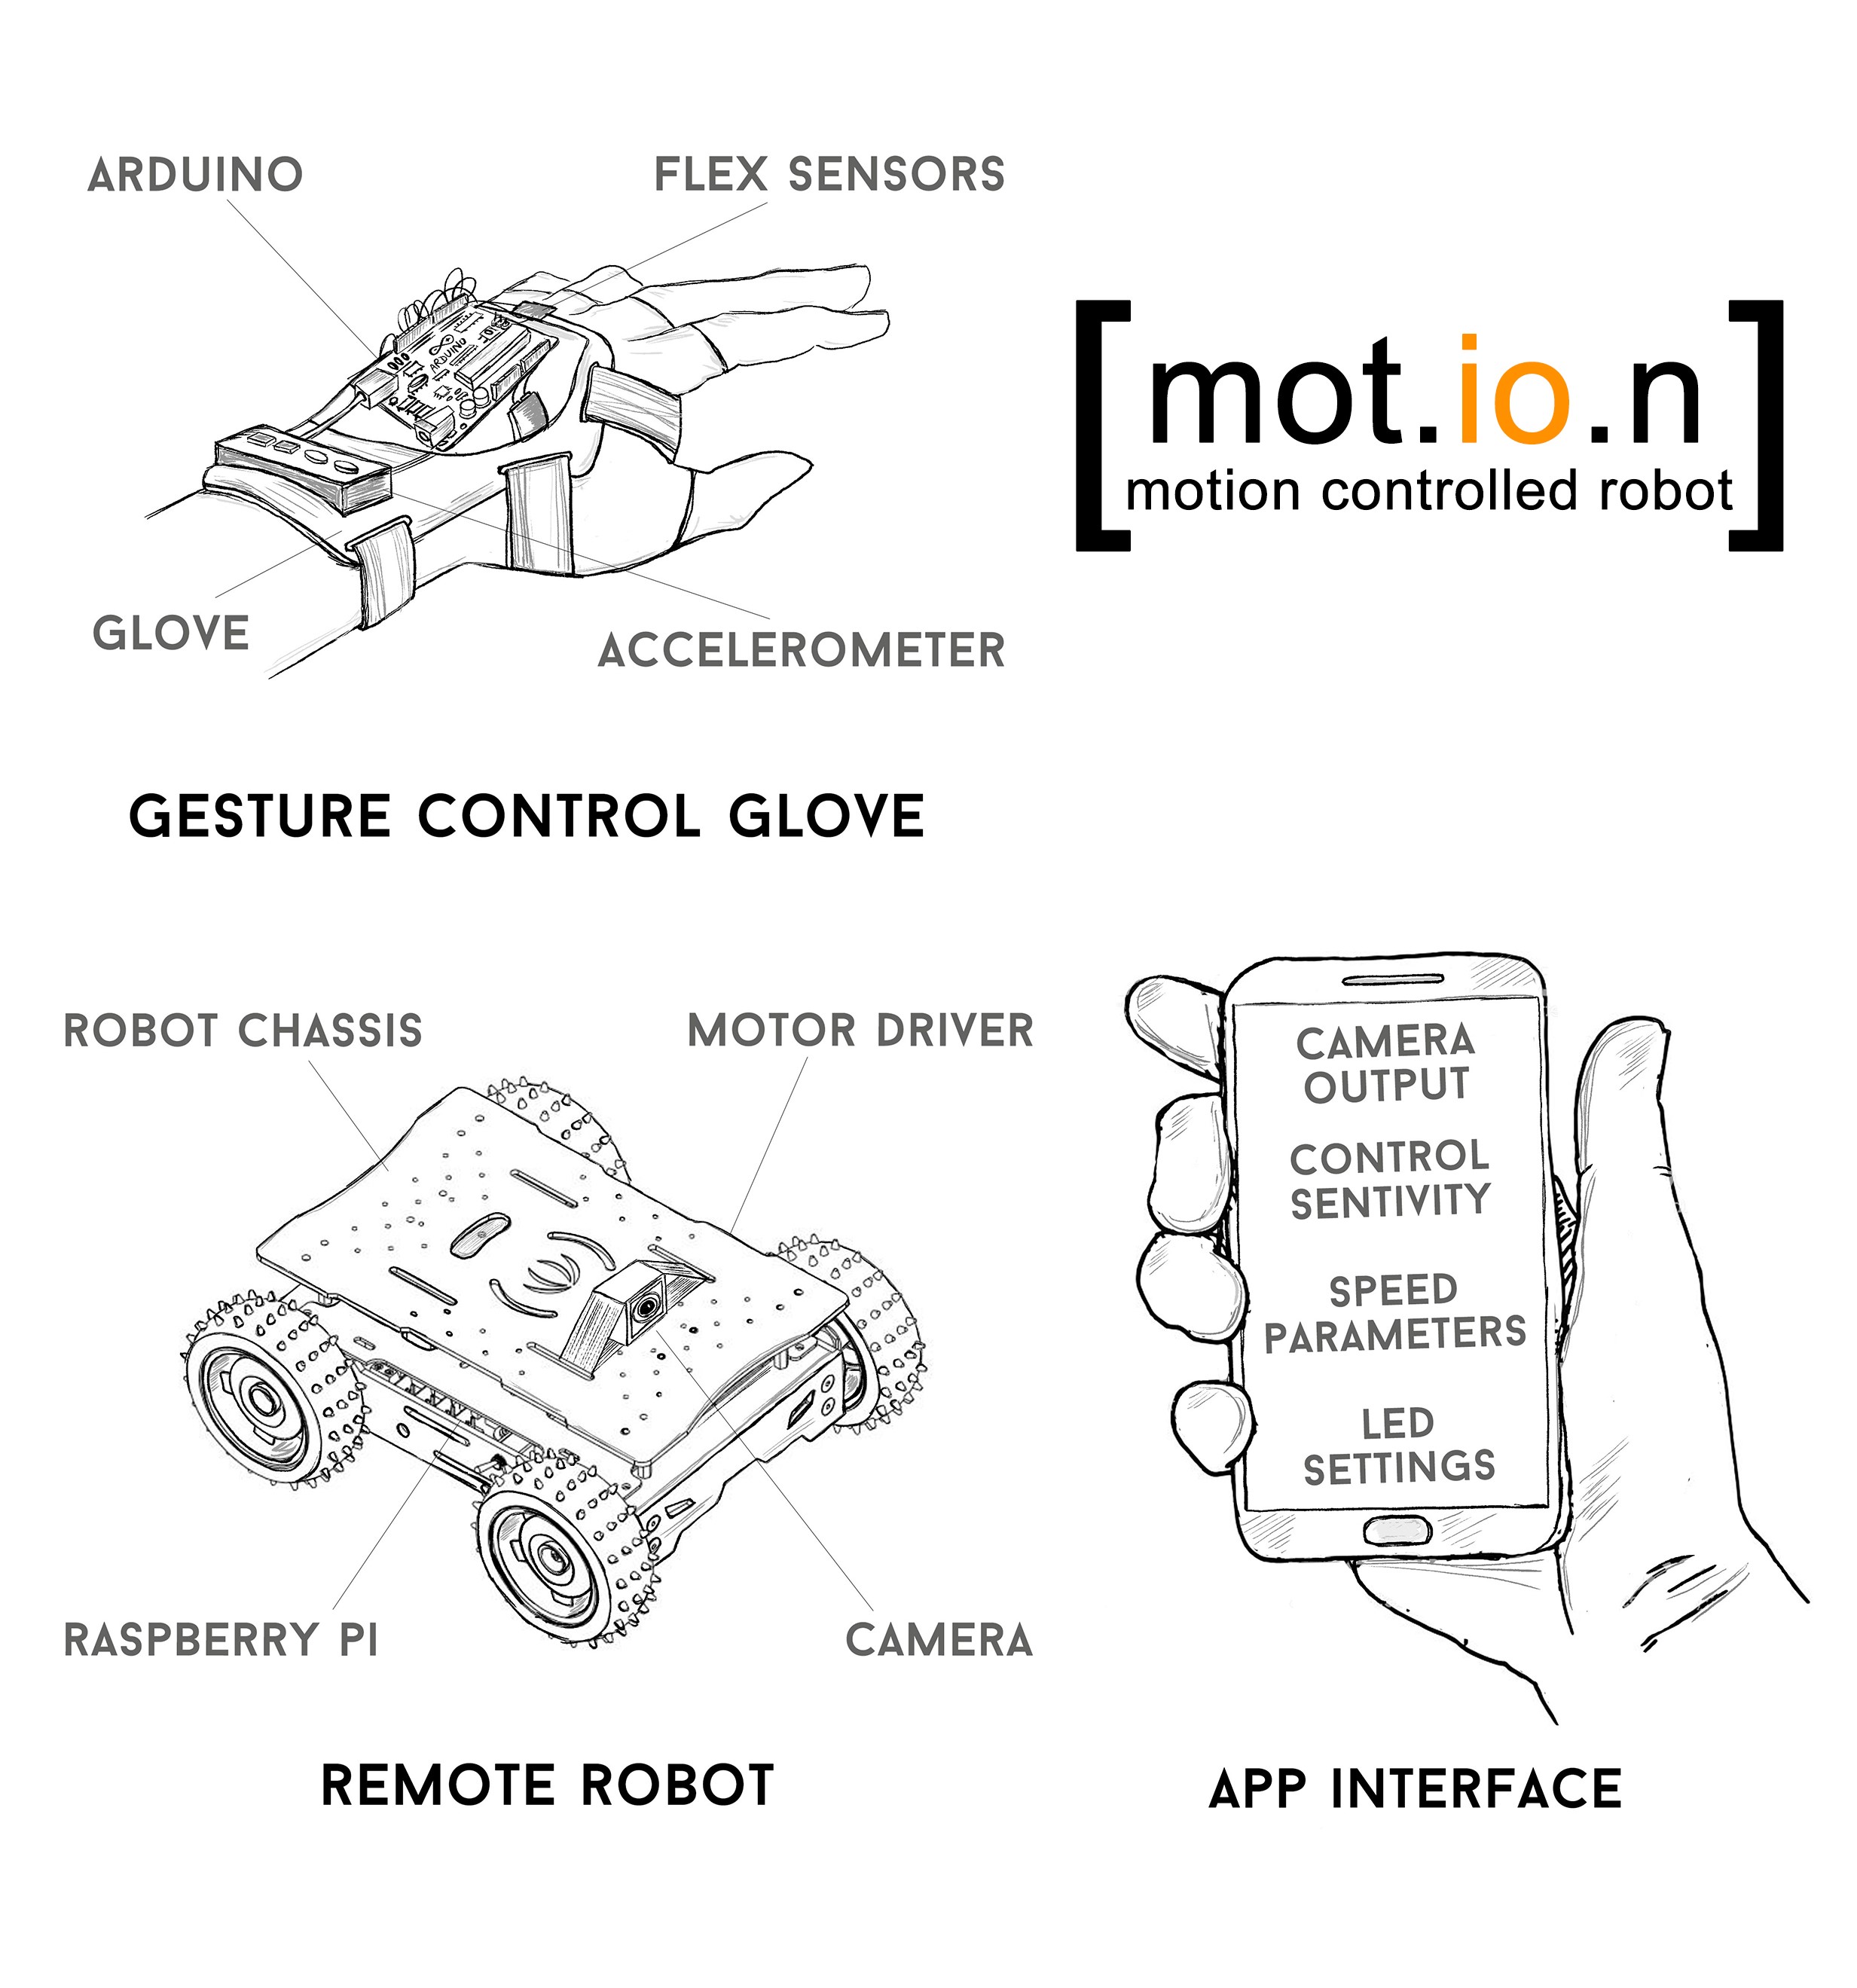 ARDUINO
FLEX SENSORS
ARDUINO
GLOVE
ACCELEROMETER
GESTURE CONTROL GLOVE
[mot.io.n]
motion controlled robot
ROBOT CHASSIS
MOTOR DRIVER
RASPBERRY PI
CAMERA
REMOTE ROBOT
CAMERA
OUTPUT
CONTROL
SENTIVITY
SPEED
PARAMETERS
LED
SETTINGS
APP INTERFACE